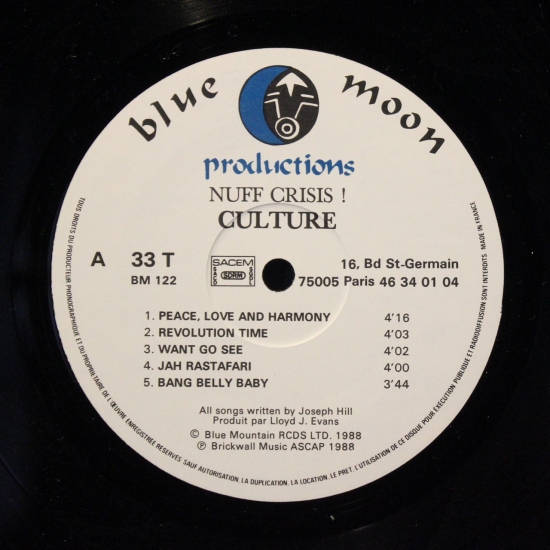 blue moon
productions
NUFF CRISIS !
CULTURE
A 33 T
BM 122
SACEM
SDRM
16, Bd St-Germain
75005 Paris 46 34 01 04
1. PEACE, LOVE AND HARMONY 4'16
2. REVOLUTION TIME 4'03
3. WANT GO SEE 4'02
4. JAH RASTAFARI 4'00
5. BANG BELLY BABY 3'44
All songs written by Joseph Hill
Produit par Lloyd J. Evans
© Blue Mountain RCDS LTD. 1988
℗ Brickwall Music ASCAP 1988
TOUS DROITS DU PRODUCTEUR PHONOGRAPHIQUE ET DU PROPRIETAIRE DE L'ŒUVRE ENREGISTREE RESERVES SAUF AUTORISATION, LA DUPLICATION, LA LOCATION, LE PRET, L'UTILISATION DE CE DISQUE POUR EXECUTION PUBLIQUE ET RADIODIFFUSION SONT INTERDITS MADE IN FRANCE